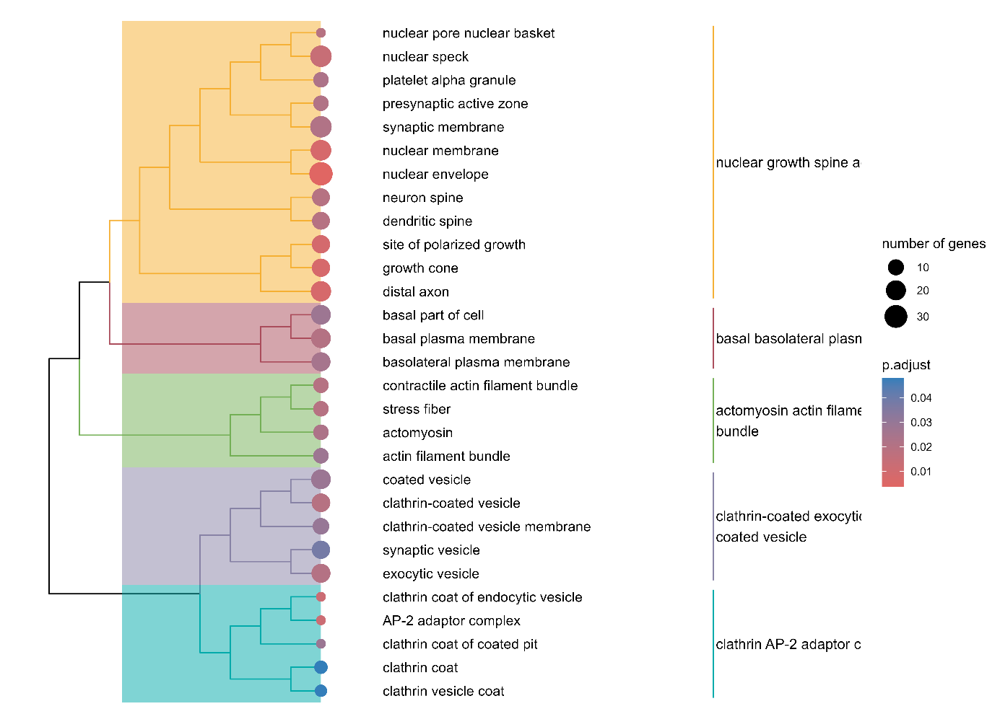 nuclear pore nuclear basket
nuclear speck
platelet alpha granule
presynaptic active zone
synaptic membrane
nuclear membrane
nuclear envelope
neuron spine
dendritic spine
site of polarized growth
growth cone
distal axon
basal part of cell
basal plasma membrane
basolateral plasma membrane
contractile actin filament bundle
stress fiber
actomyosin
actin filament bundle
coated vesicle
clathrin-coated vesicle
clathrin-coated vesicle membrane
synaptic vesicle
exocytic vesicle
clathrin coat of endocytic vesicle
AP-2 adaptor complex
clathrin coat of coated pit
clathrin coat
clathrin vesicle coat
nuclear growth spine
basal basolateral
actomyosin actin
bundle
clathrin-coated
coated vesicle
clathrin AP-2 adaptor
number of genes
10
20
30
p.adjust
0.04
0.03
0.02
0.01